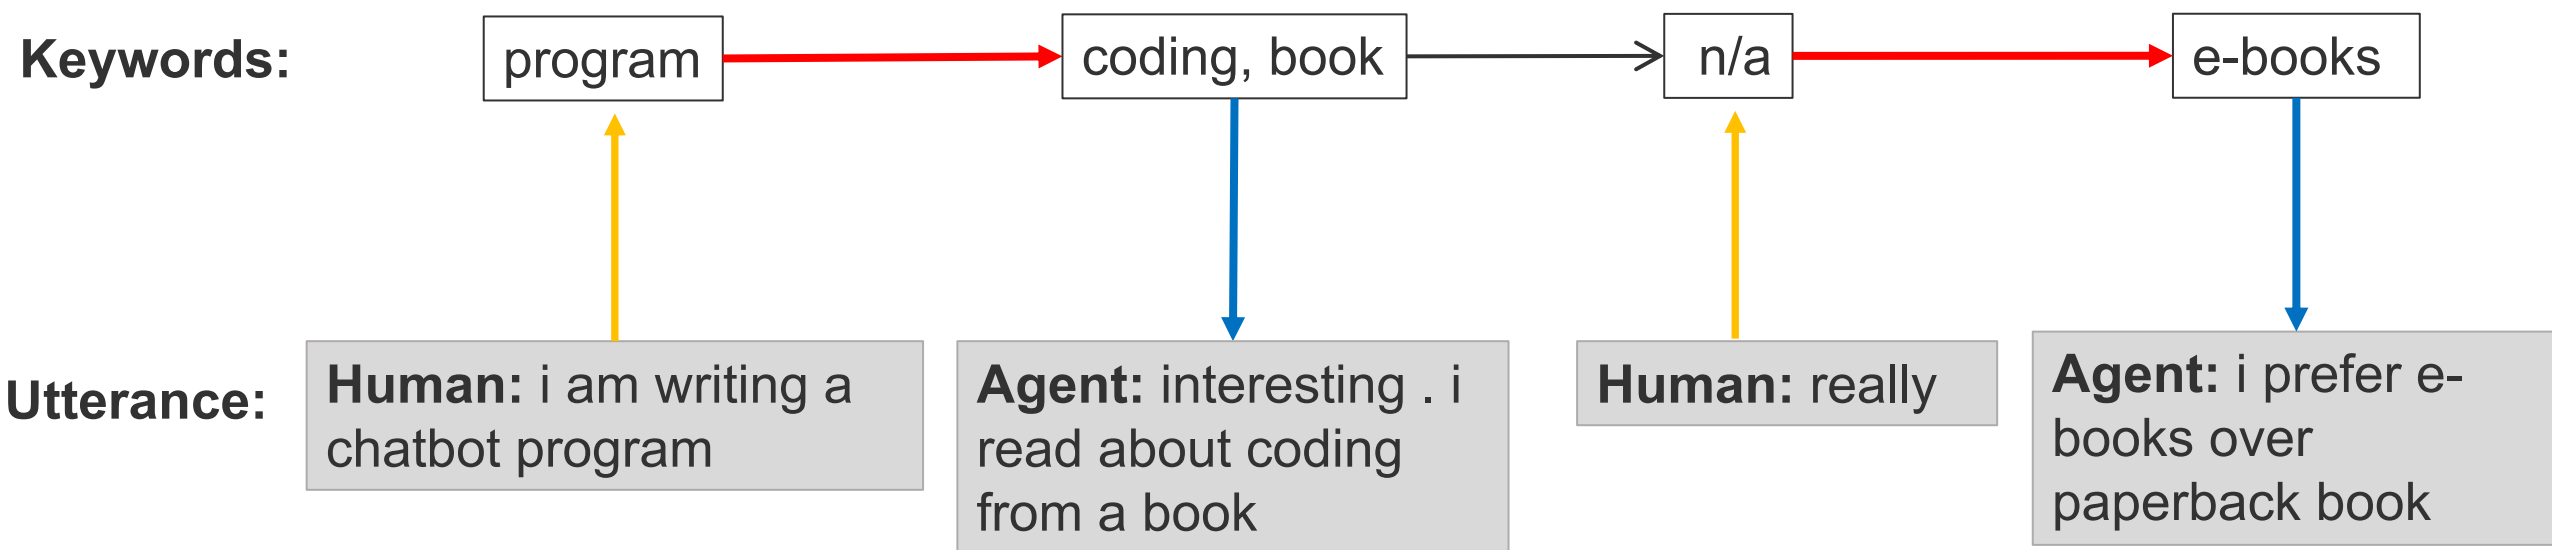 Keywords: program coding, book n/a e-books
Utterance:
Human: i am writing a
chatbot program
Agent: interesting . i
read about coding
from a book
Human: really
Agent: i prefer e-
books over
paperback book